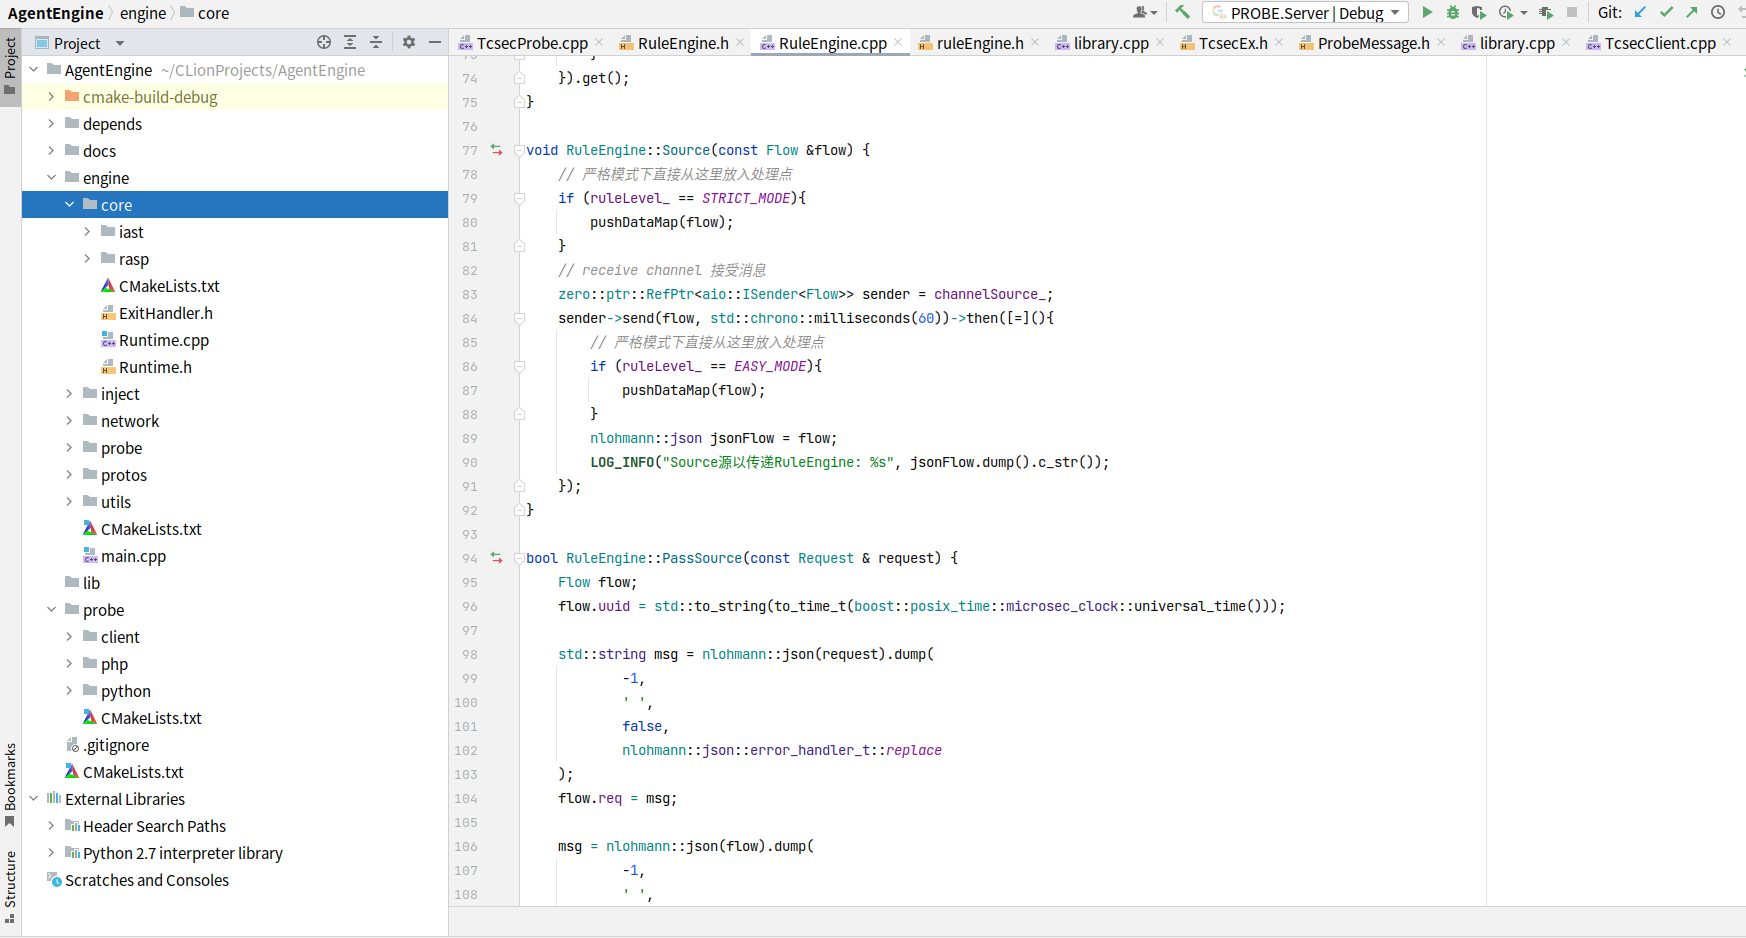 AgentEngine engine core
PROBE.Server | Debug
Git:
Project
TcsecProbe.cpp RuleEngine.h RuleEngine.cpp ruleEngine.h library.cpp TcsecEx.h ProbeMessage.h library.cpp TcsecClient.cpp
Project
Bookmarks
Structure
AgentEngine ~/CLionProjects/AgentEngine
cmake-build-debug
depends
docs
engine
core
iast
rasp
CMakeLists.txt
ExitHandler.h
Runtime.cpp
Runtime.h
inject
network
probe
protos
utils
CMakeLists.txt
main.cpp
lib
probe
client
php
python
CMakeLists.txt
.gitignore
CMakeLists.txt
External Libraries
Header Search Paths
Python 2.7 interpreter library
Scratches and Consoles
74 }).get();
75 }
76
77 void RuleEngine::Source(const Flow &flow) {
78 // 严格模式下直接从这里放入处理点
79 if (ruleLevel_ == STRICT_MODE){
80 pushDataMap(flow);
81 }
82 // receive channel 接受消息
83 zero::ptr::RefPtr<aio::ISender<Flow>> sender = channelSource_;
84 sender->send(flow, std::chrono::milliseconds(60))->then([=](){
85 // 严格模式下直接从这里放入处理点
86 if (ruleLevel_ == EASY_MODE){
87 pushDataMap(flow);
88 }
89 nlohmann::json jsonFlow = flow;
90 LOG_INFO("Source源以传递RuleEngine: %s", jsonFlow.dump().c_str());
91 });
92 }
93
94 bool RuleEngine::PassSource(const Request & request) {
95 Flow flow;
96 flow.uuid = std::to_string(to_time_t(boost::posix_time::microsec_clock::universal_time()));
97
98 std::string msg = nlohmann::json(request).dump(
99 -1,
100 ' ',
101 false,
102 nlohmann::json::error_handler_t::replace
103 );
104 flow.req = msg;
105
106 msg = nlohmann::json(flow).dump(
107 -1,
108 ' ',